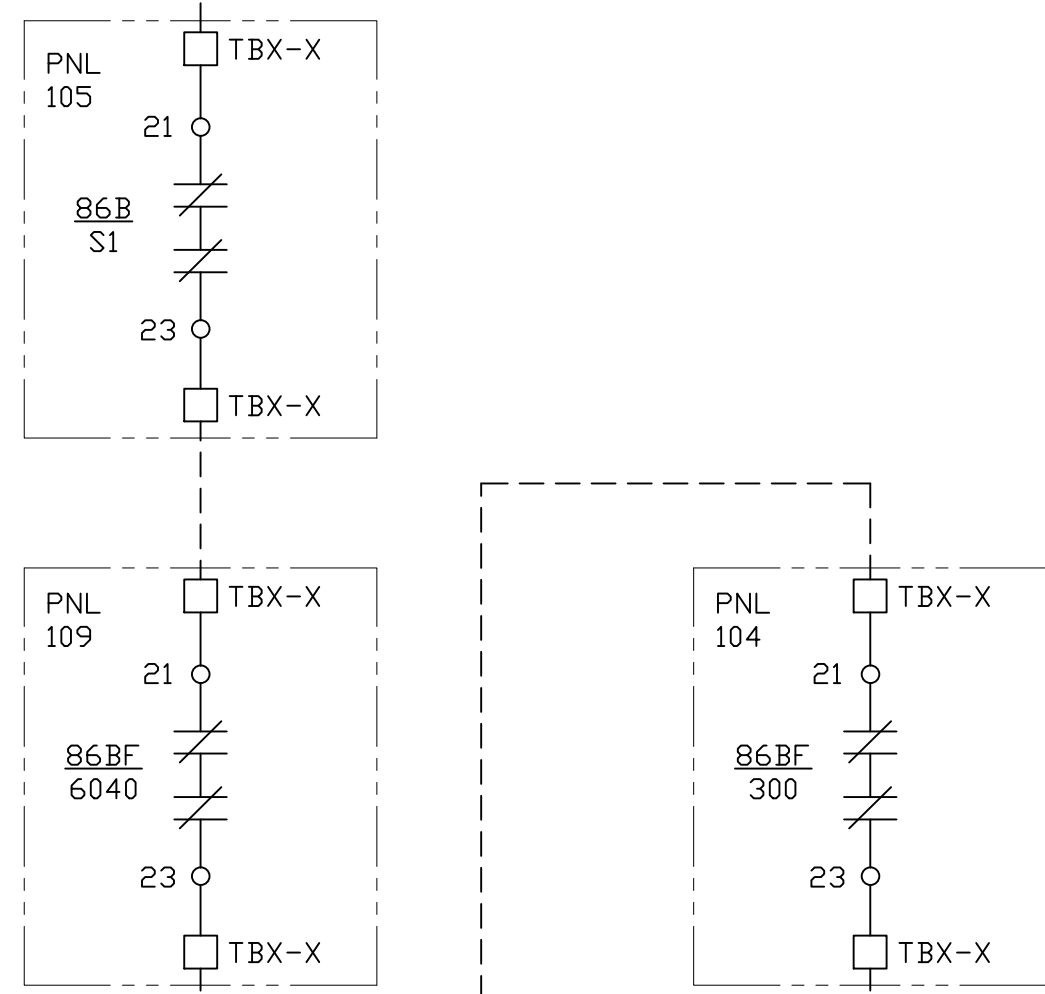 TBX-X
PNL
105
21
86B
S1
23
TBX-X
TBX-X
PNL
109
21
86BF
6040
23
TBX-X
TBX-X
PNL
104
21
86BF
300
23
TBX-X